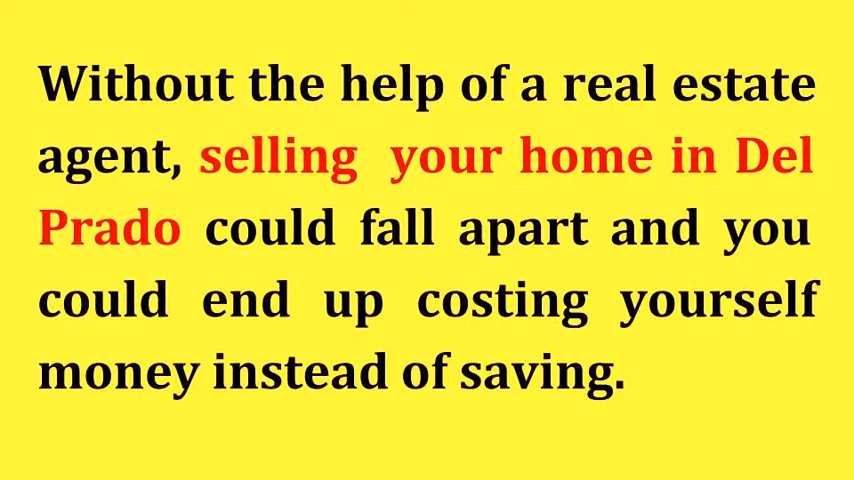 Without the help of a real estate
agent, selling your home in Del
Prado could fall apart and you
could end up costing yourself
money instead of saving.